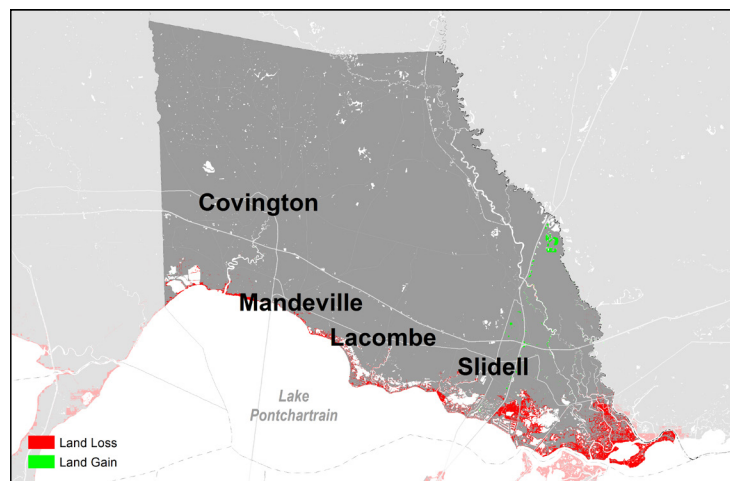 Covington
Mandeville
Lacombe
Slidell
Lake
Pontchartrain
Land Loss
Land Gain